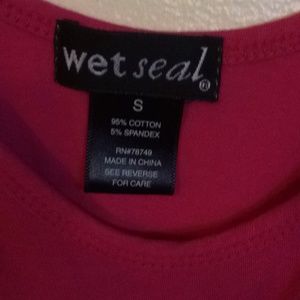 wet seal ®
S
95% COTTON
5% SPANDEX
RN#78749
MADE IN CHINA
SEE REVERSE
FOR CARE